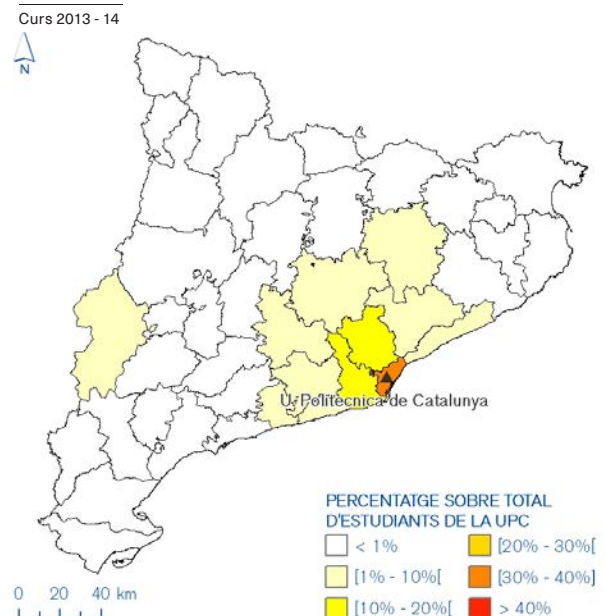 Curs 2013 - 14
N
U. Politècnica de Catalunya
PERCENTATGE SOBRE TOTAL
D'ESTUDIANTS DE LA UPC
< 1%
[20% - 30%[
[1% - 10%[
[30% - 40%]
[10% - 20%[
> 40%
0 20 40 km